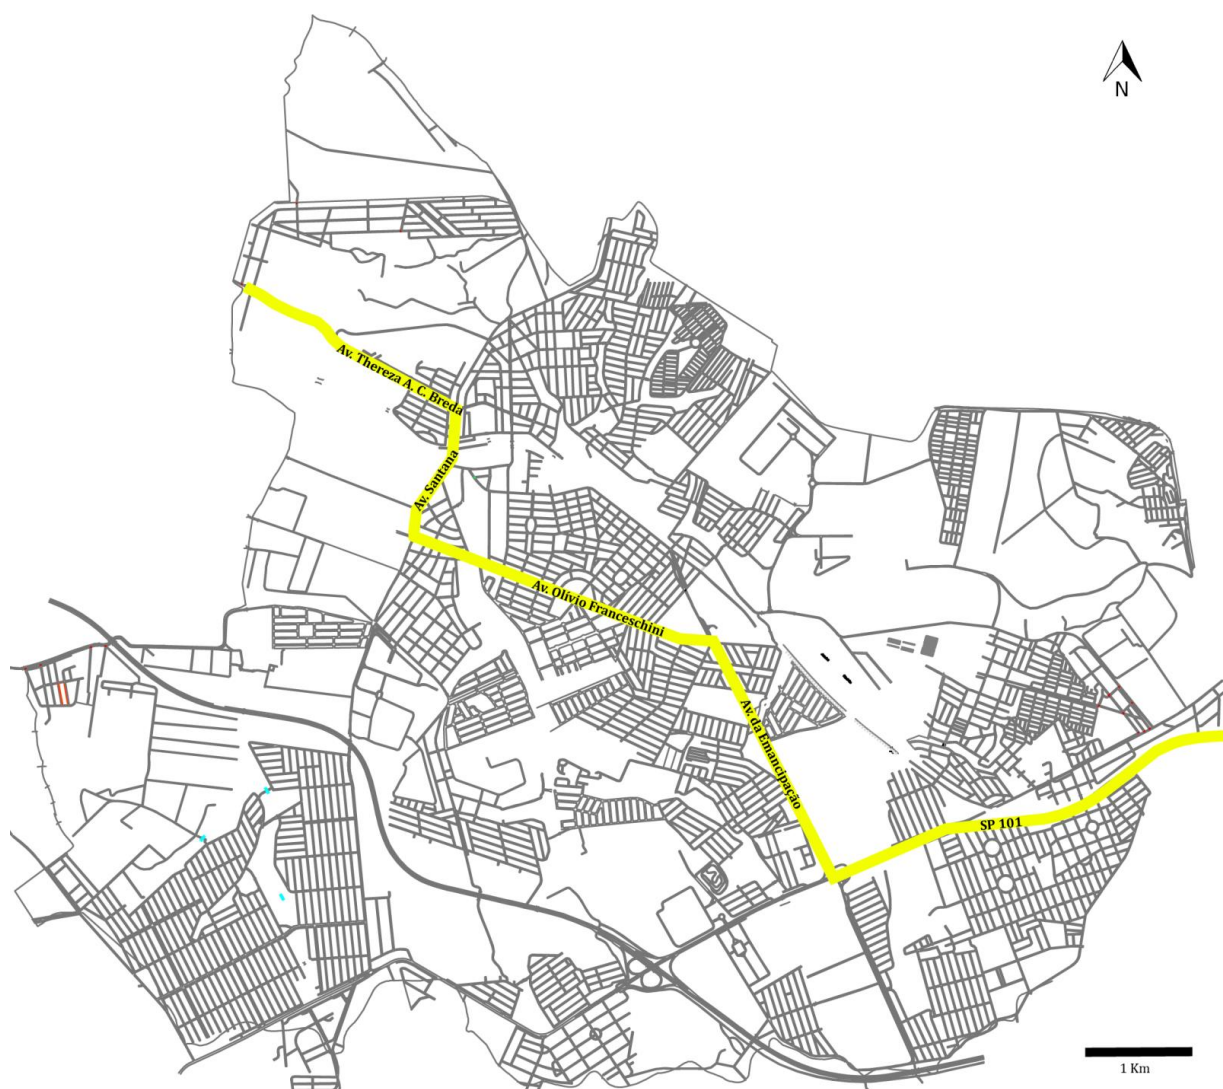 N
Av. Thereza A. C. Breda
Av. Santana
Av. Olívio Franceschini
Av. da Emancipação
SP 101
1 Km